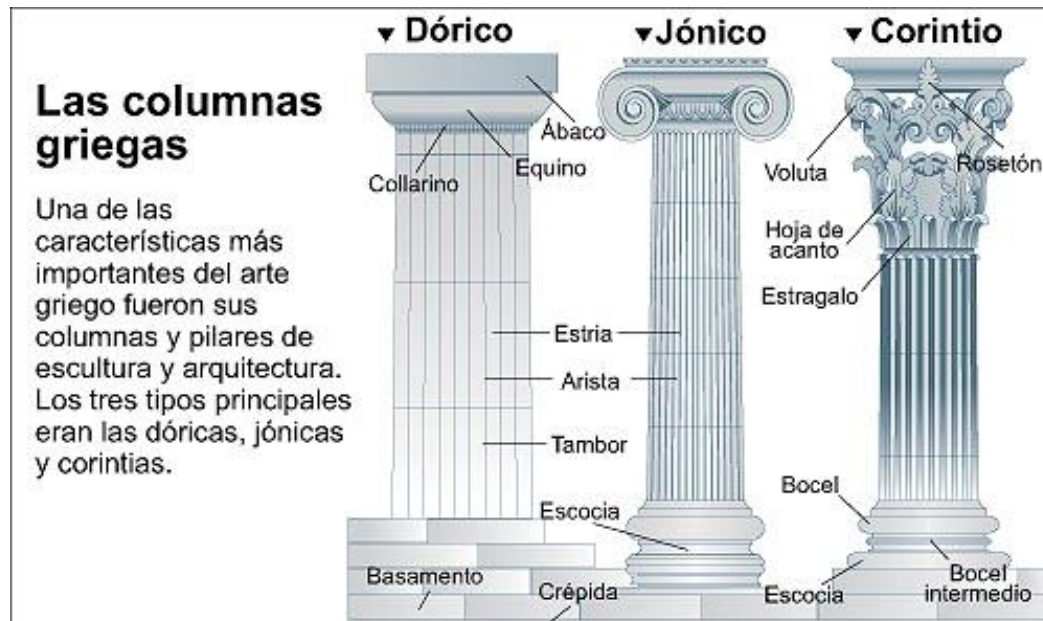 ▼ Dórico
▼Jónico
▼ Corintio
Las columnas
griegas
Una de las
características más
importantes del arte
griego fueron sus
columnas y pilares de
escultura y arquitectura.
Los tres tipos principales
eran las dóricas, jónicas
y corintias.
Ábaco
Equino
Collarino
Estria
Arista
Tambor
Escocia
Basamento
Crépida
Voluta
Rosetón
Hoja de
acanto
Estragalo
Bocel
Escocia
Bocel
intermedio